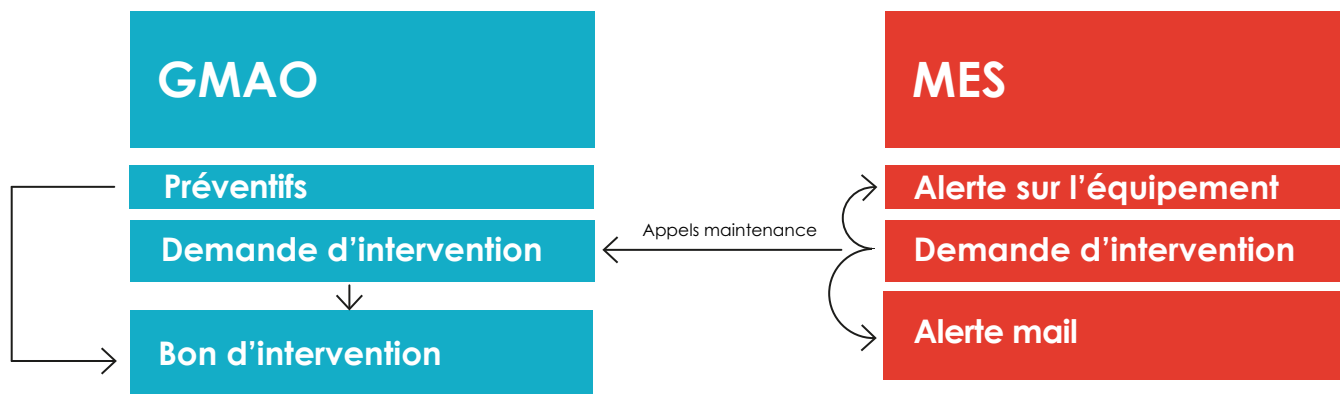 GMAO
Préventifs
Demande d’intervention
Bon d’intervention
Appels maintenance
MES
Alerte sur l’équipement
Demande d’intervention
Alerte mail